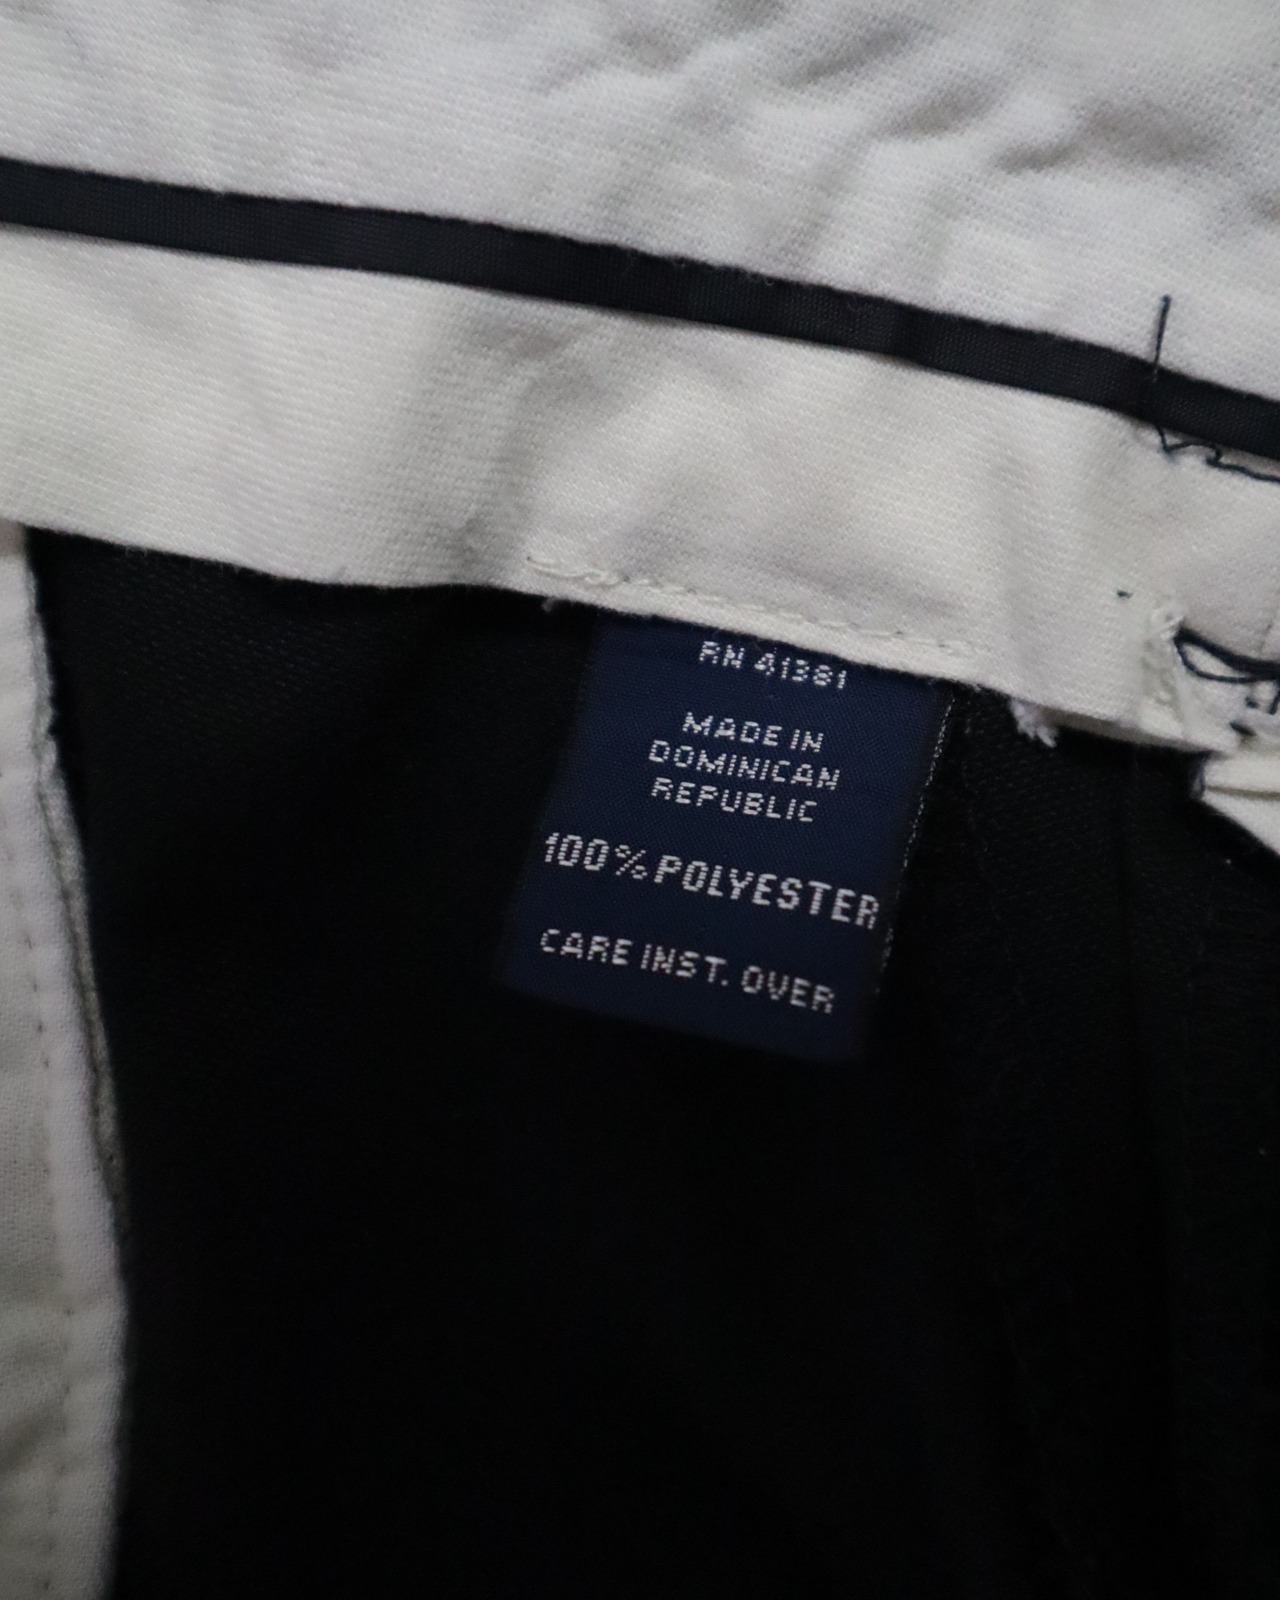 RN 41381
MADE IN
DOMINICAN
REPUBLIC
100% POLYESTER
CARE INST. OVER